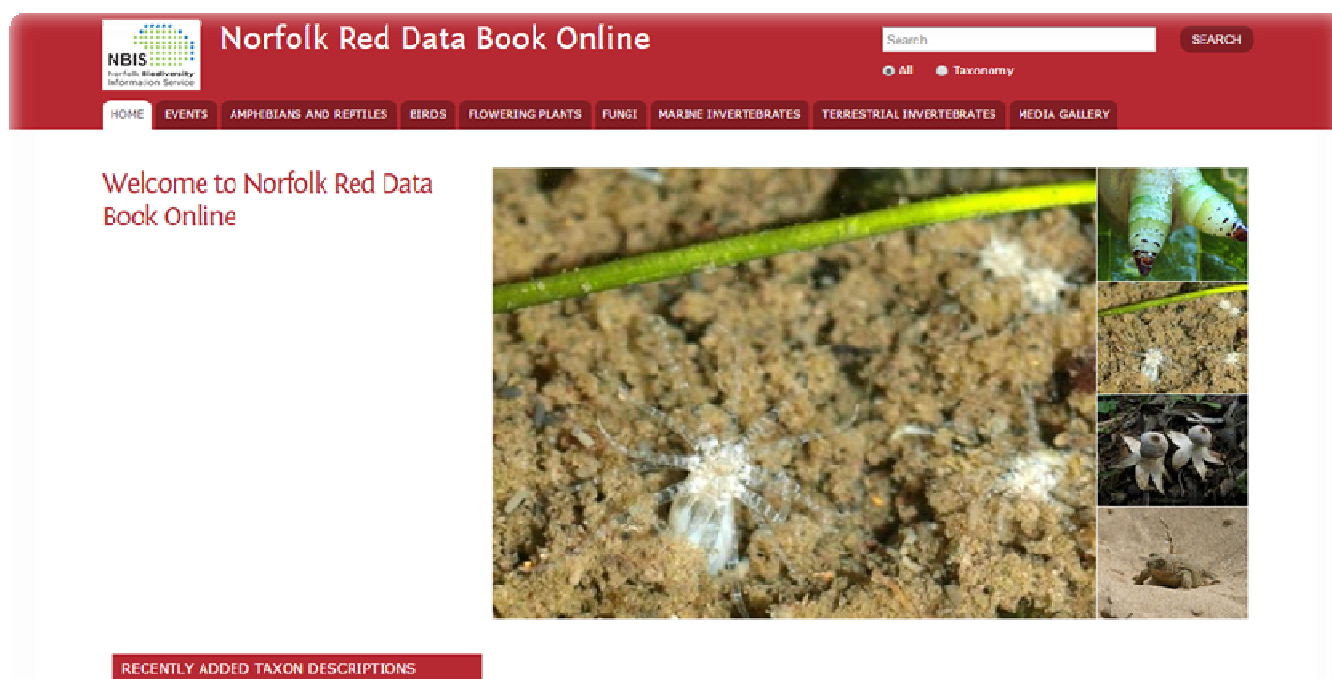 Norfolk Red Data Book Online
NBIS
Norfolk Biodiversity
Information Service
Search
SEARCH
All
Taxonomy
HOME
EVENTS
AMPHIBIANS AND REPTILES
BIRDS
FLOWERING PLANTS
FUNGI
MARINE INVERTEBRATES
TERRESTRIAL INVERTEBRATES
MEDIA GALLERY
Welcome to Norfolk Red Data
Book Online
RECENTLY ADDED TAXON DESCRIPTIONS